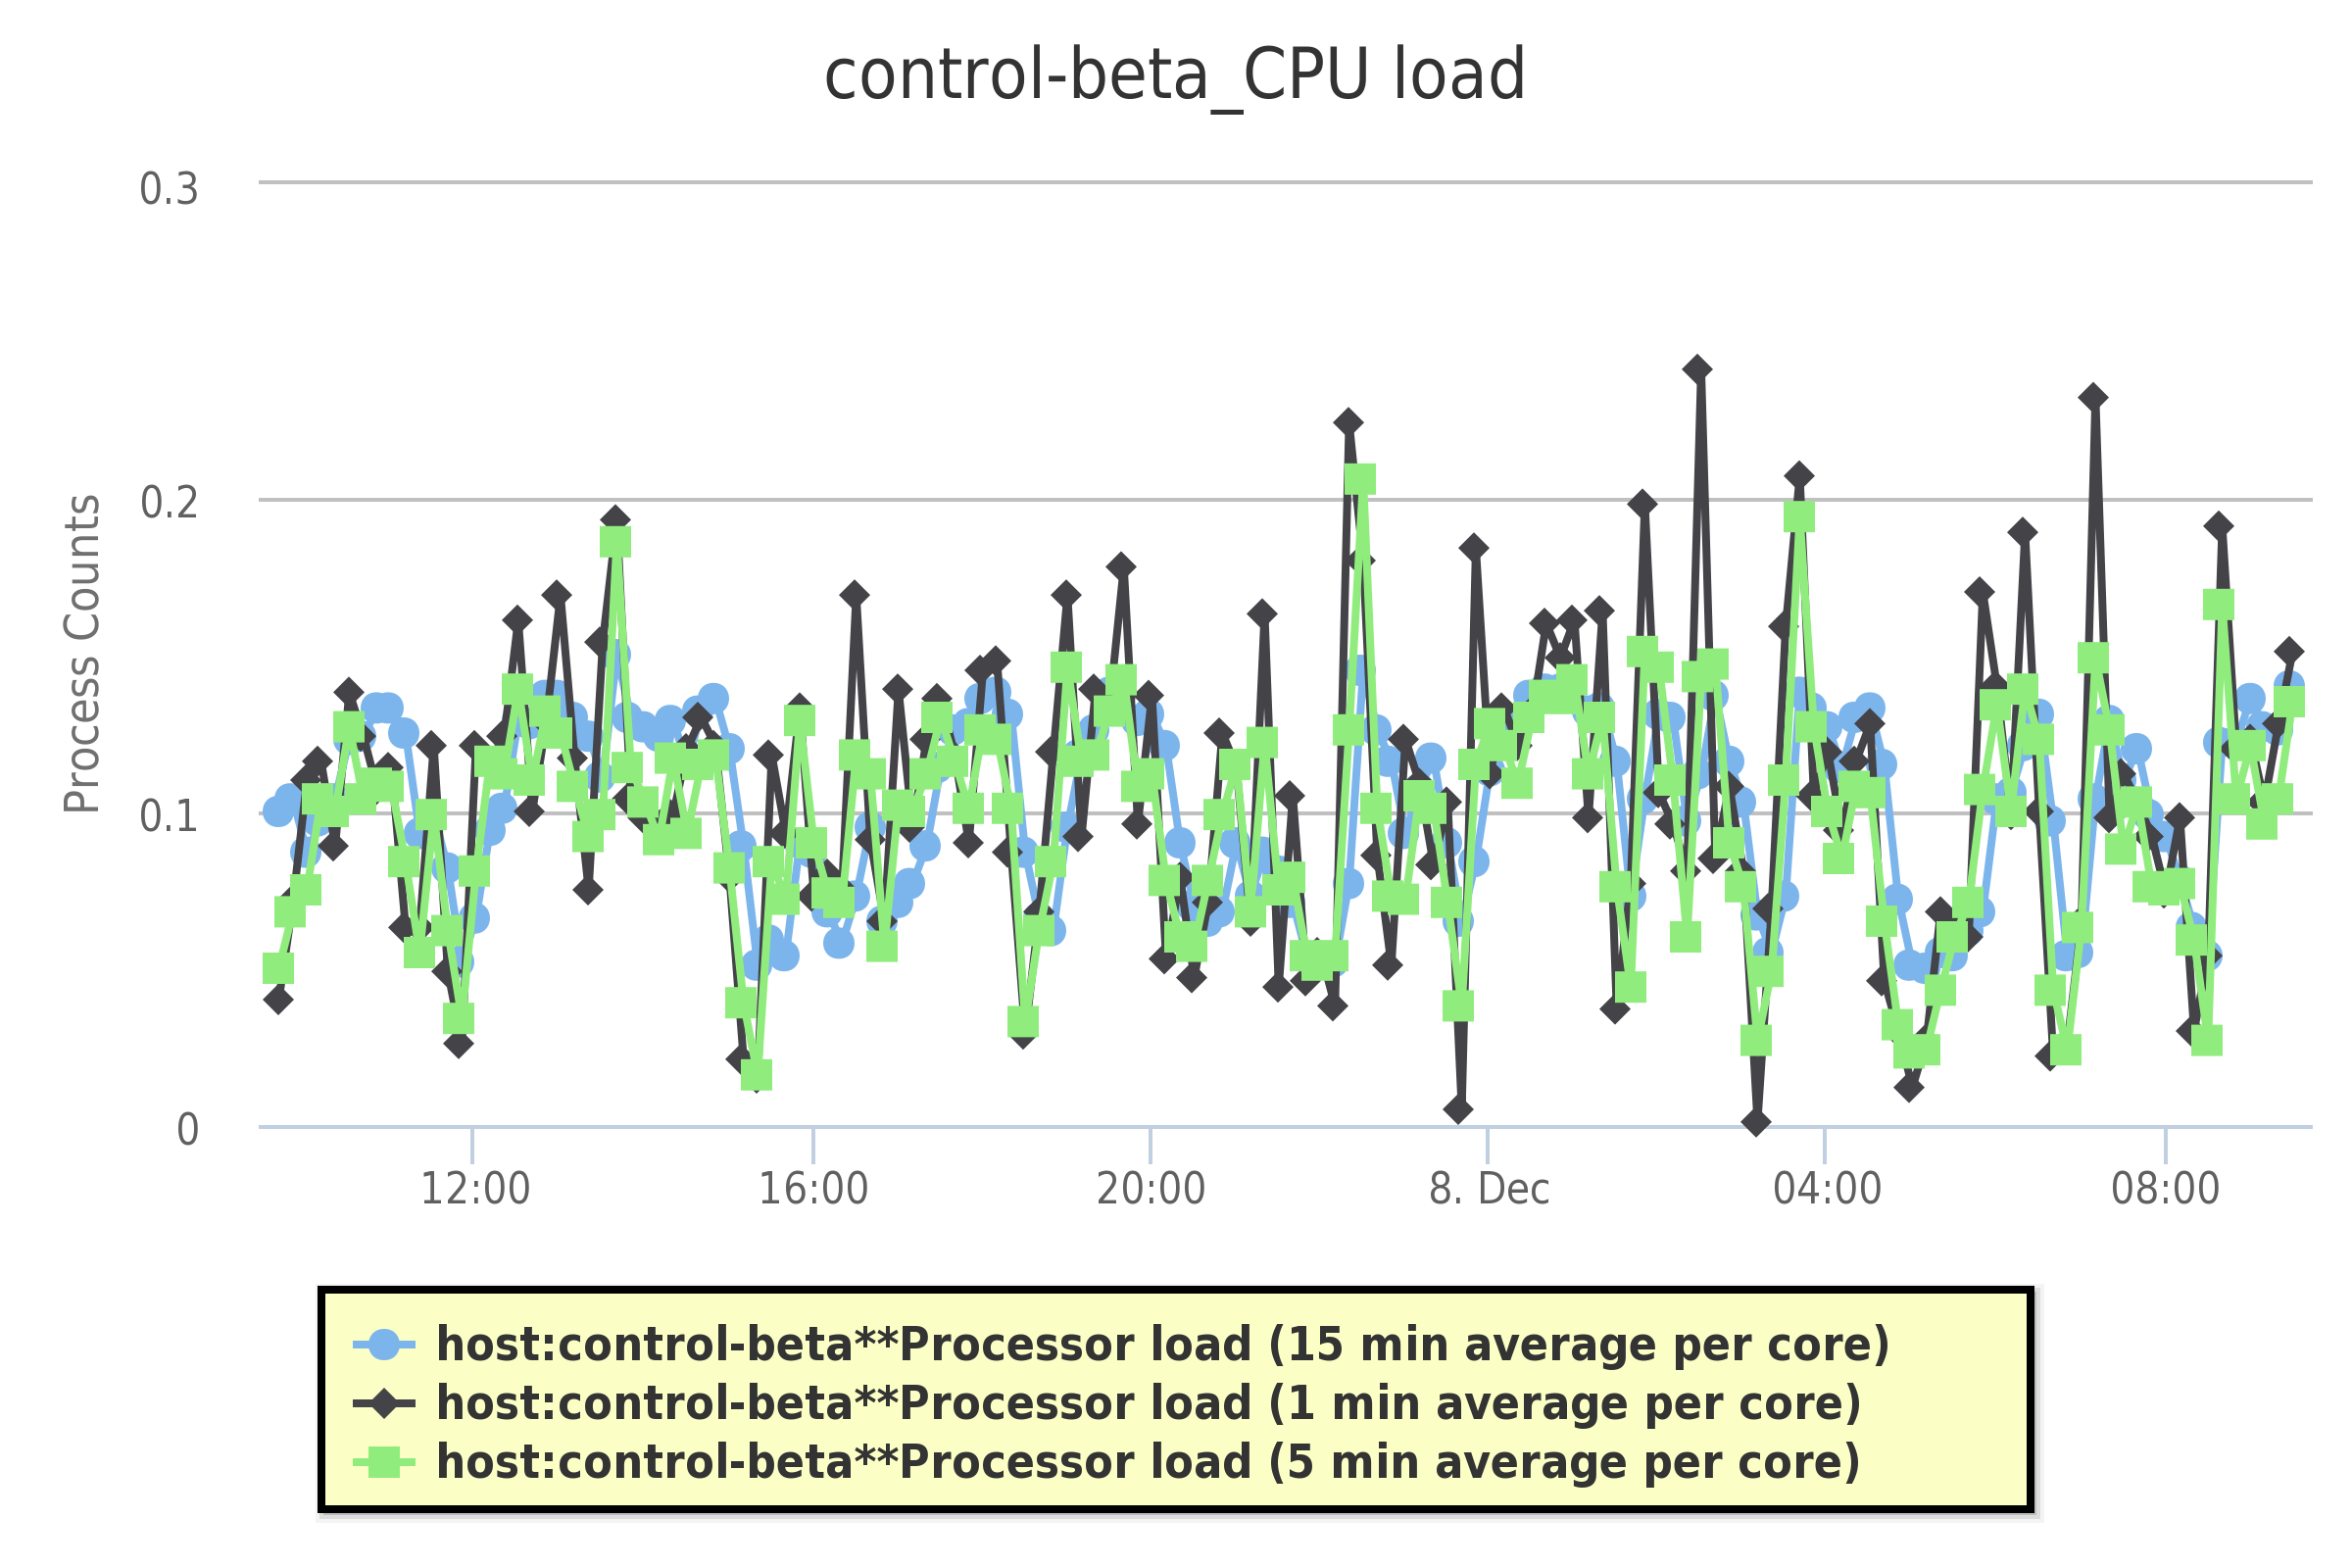 control-beta_CPU load
0.3
0.2
0.1
0
Process Counts
12:00
16:00
20:00
8. Dec
04:00
08:00
host:control-beta**Processor load (15 min average per core)
host:control-beta**Processor load (1 min average per core)
host:control-beta**Processor load (5 min average per core)